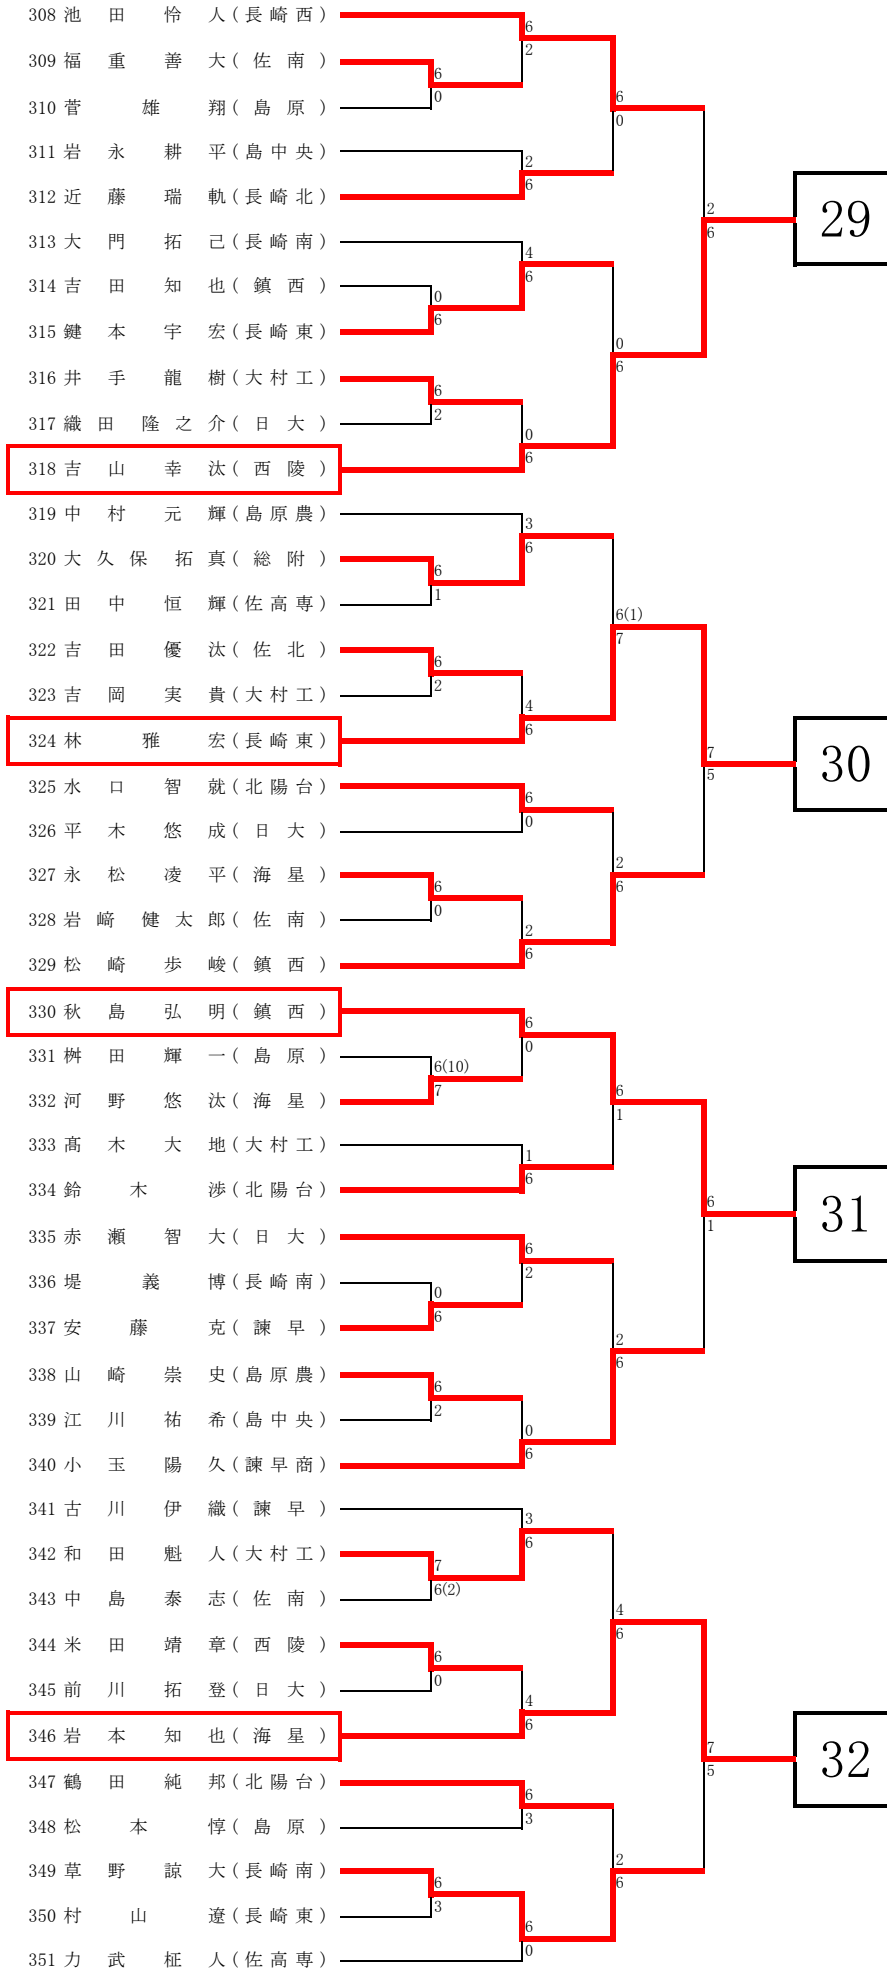 308 池田怜人(長崎西)
6
2
309 福重善大(佐南)
6
0
310 菅雄翔(島原)
6
0
311 岩永耕平(島中央)
2
6
312 近藤瑞軌(長崎北)
2
6
29
313 大門拓己(長崎南)
4
6
314 吉田知也(鎮西)
0
6
315 鍵本宇宏(長崎東)
0
6
316 井手龍樹(大村工)
6
2
317 織田隆之介(日大)
0
6
318 吉山幸汰(西陵)
319 中村元輝(島原農)
3
6
320 大久保拓真(総附)
6
1
321 田中恒輝(佐高専)
6(1)
7
322 吉田優汰(佐北)
6
2
323 吉岡実貴(大村工)
4
6
324 林雅宏(長崎東)
7
5
30
325 水口智就(北陽台)
6
0
326 平木悠成(日大)
2
6
327 永松凌平(海星)
6
0
328 岩﨑健太郎(佐南)
2
6
329 松崎歩峻(鎮西)
330 秋島弘明(鎮西)
6
0
331 桝田輝一(島原)
6(10)
7
332 河野悠汰(海星)
6
1
333 髙木大地(大村工)
1
6
334 鈴木渉(北陽台)
6
1
31
335 赤瀬智大(日大)
6
2
336 堤義博(長崎南)
0
6
337 安藤克(諫早)
2
6
338 山崎崇史(島原農)
6
2
339 江川祐希(島中央)
0
6
340 小玉陽久(諫早商)
341 古川伊織(諫早)
3
6
342 和田魁人(大村工)
7
6(2)
343 中島泰志(佐南)
4
6
344 米田靖章(西陵)
6
0
345 前川拓登(日大)
4
6
346 岩本知也(海星)
7
5
32
347 鶴田純邦(北陽台)
6
3
348 松本惇(島原)
2
6
349 草野諒大(長崎南)
6
3
350 村山遼(長崎東)
6
0
351 力武柾人(佐高専)